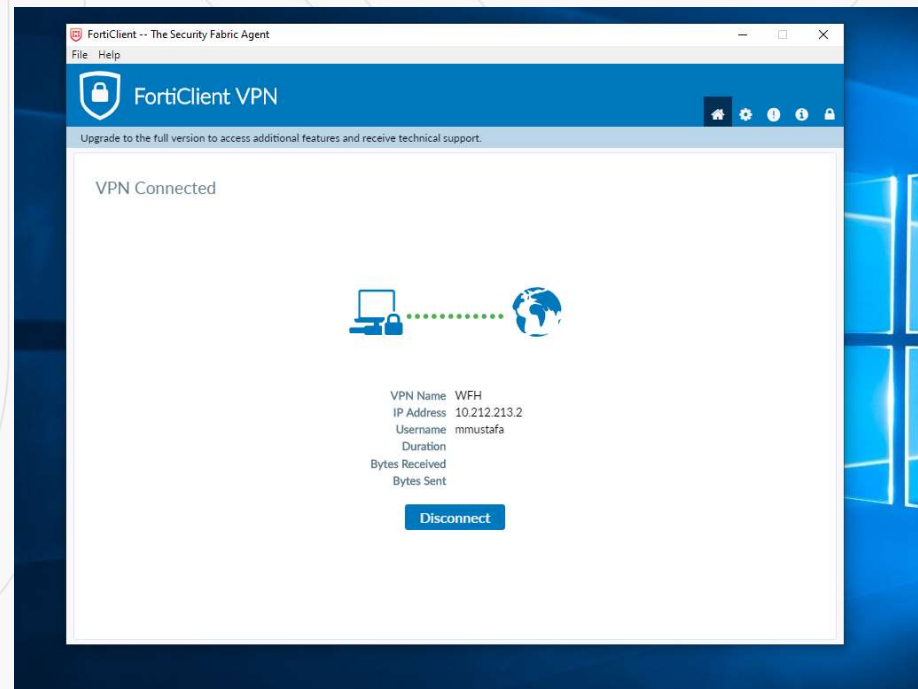 FortiClient -- The Security Fabric Agent
File Help
FortiClient VPN
Upgrade to the full version to access additional features and receive technical support.
VPN Connected
VPN Name WFH
IP Address 10.212.213.2
Username mmustafa
Duration
Bytes Received
Bytes Sent
Disconnect